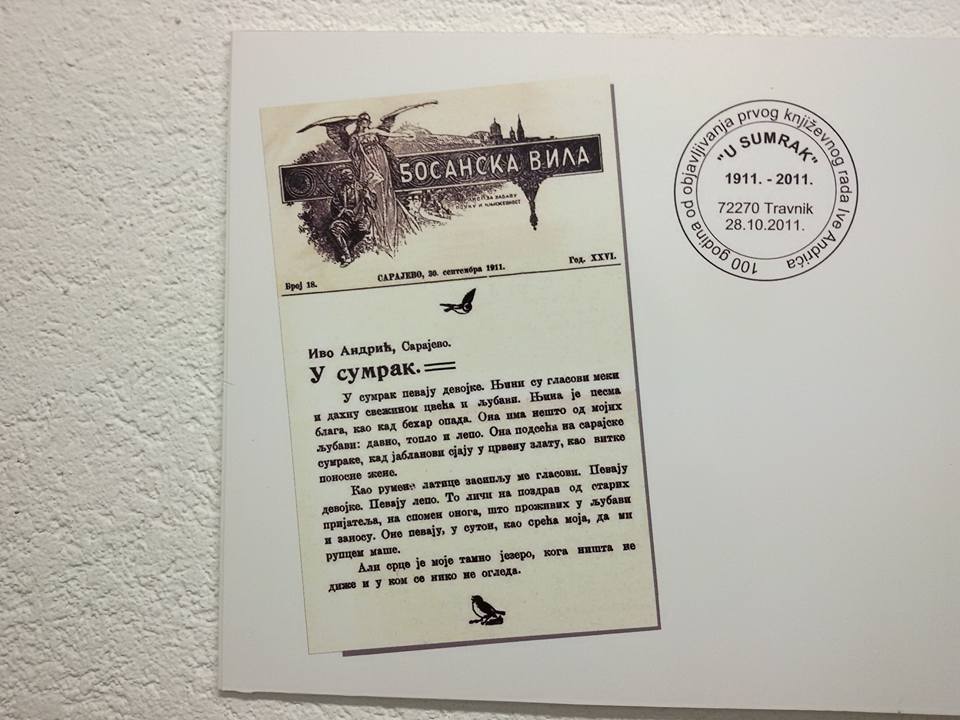 БОСАНСКА ВИЛА
ЛИСТ ЗА ЗАБАВУ
ПОУКУ И КЊИЖЕВНОСТ
Број 18.
САРАЈЕВО, 30. септембра 1911.
Год. XXVI.
Иво Андрић, Сарајево.
У сумрак.
У сумрак певају девојке. Њини су гласови меки
и дахну свежином цвећа и љубави. Њина је песма
блага, као кад бехар опада. Она има нешто од мојих
љубави: давно, топло и лепо. Она подсећа на сарајске
сумраке, кад јабланови сјају у црвену злату, као витке
поносне жене.
Као румене латице засипљу ме гласови. Певају
девојке. Певају лепо. То личи на поздрав од старих
пријатеља, на спомен онога, што проживих у љубави
и заносу. Оне певају, у сутон, као срећа моја, да ми
рупцем маше.
Али срце је моје тамно језеро, кога ништа не
диже и у ком се нико не огледа.
100 godina od objavljivanja prvog književnog rada Ive Andrića
"U SUMRAK"
1911. - 2011.
72270 Travnik
28.10.2011.